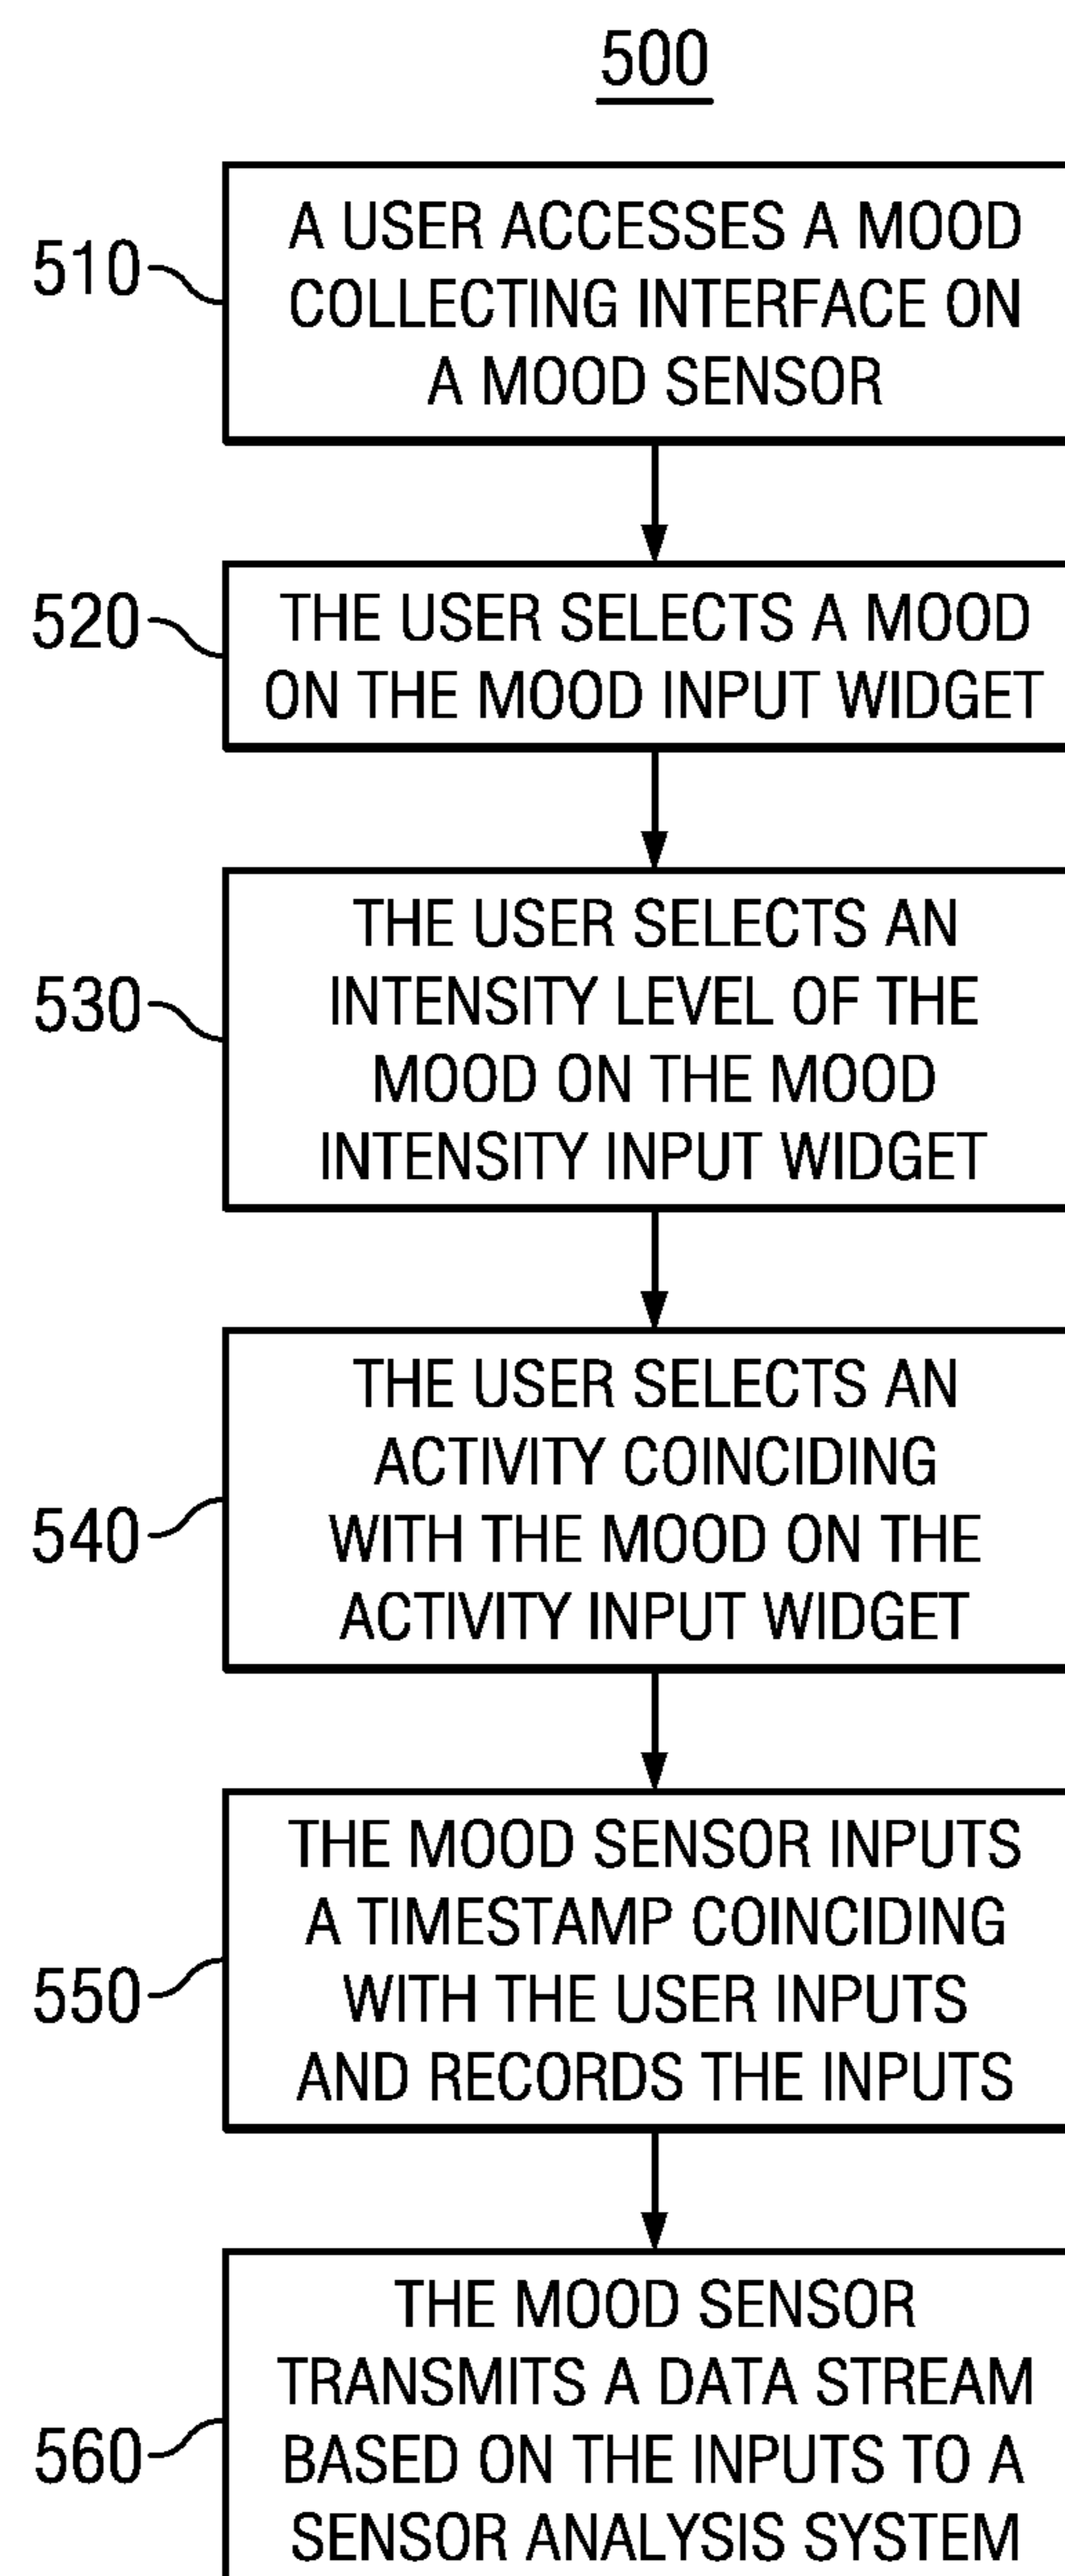 500
510
A USER ACCESSES A MOOD
COLLECTING INTERFACE ON
A MOOD SENSOR
520
THE USER SELECTS A MOOD
ON THE MOOD INPUT WIDGET
530
THE USER SELECTS AN
INTENSITY LEVEL OF THE
MOOD ON THE MOOD
INTENSITY INPUT WIDGET
540
THE USER SELECTS AN
ACTIVITY COINCIDING
WITH THE MOOD ON THE
ACTIVITY INPUT WIDGET
550
THE MOOD SENSOR INPUTS
A TIMESTAMP COINCIDING
WITH THE USER INPUTS
AND RECORDS THE INPUTS
560
THE MOOD SENSOR
TRANSMITS A DATA STREAM
BASED ON THE INPUTS TO A
SENSOR ANALYSIS SYSTEM